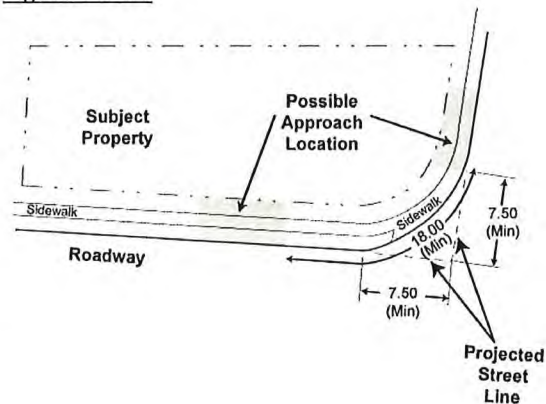 Subject
Property
Possible
Approach
Location
Sidewalk
Sidewalk
18.00
(Min)
7.50
(Min)
Roadway
7.50
(Min)
Projected
Street
Line